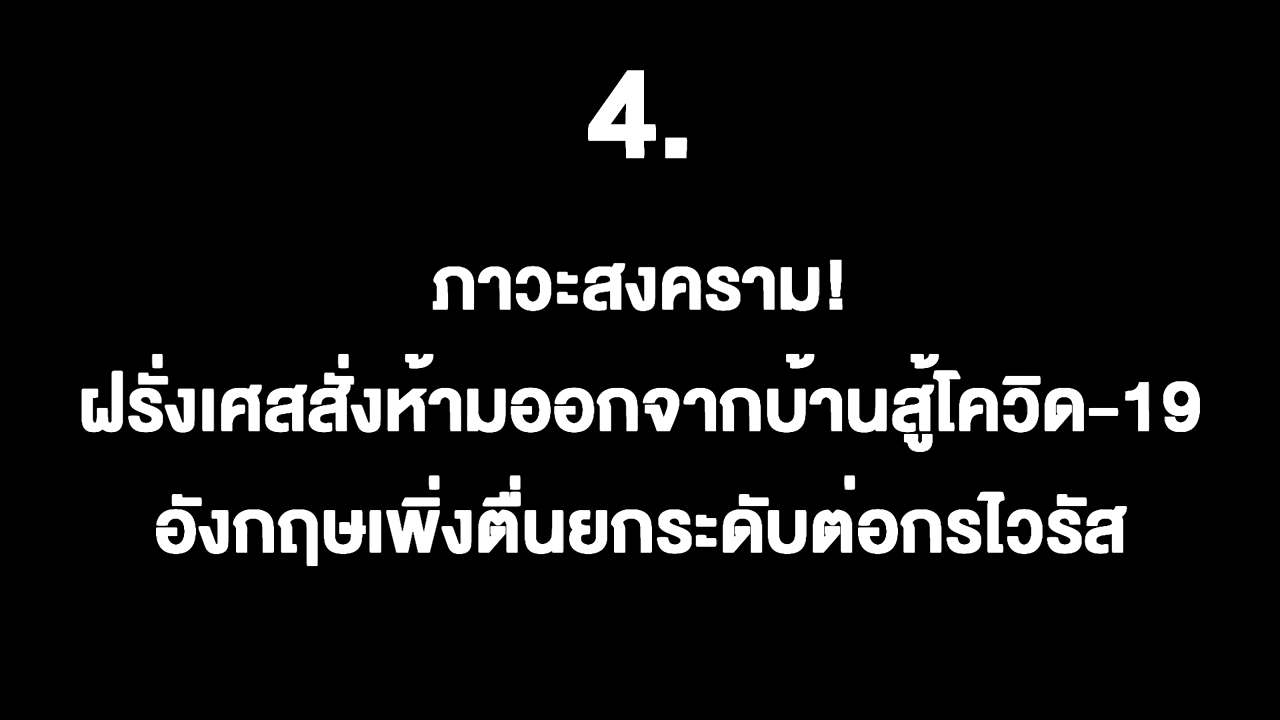 4.
ภาวะสงคราม!
ฝรั่งเศสสั่งห้ามออกจากบ้านสู้โควิด-19
อังกฤษเพิ่งตื่นยกระดับต่อกรไวรัส